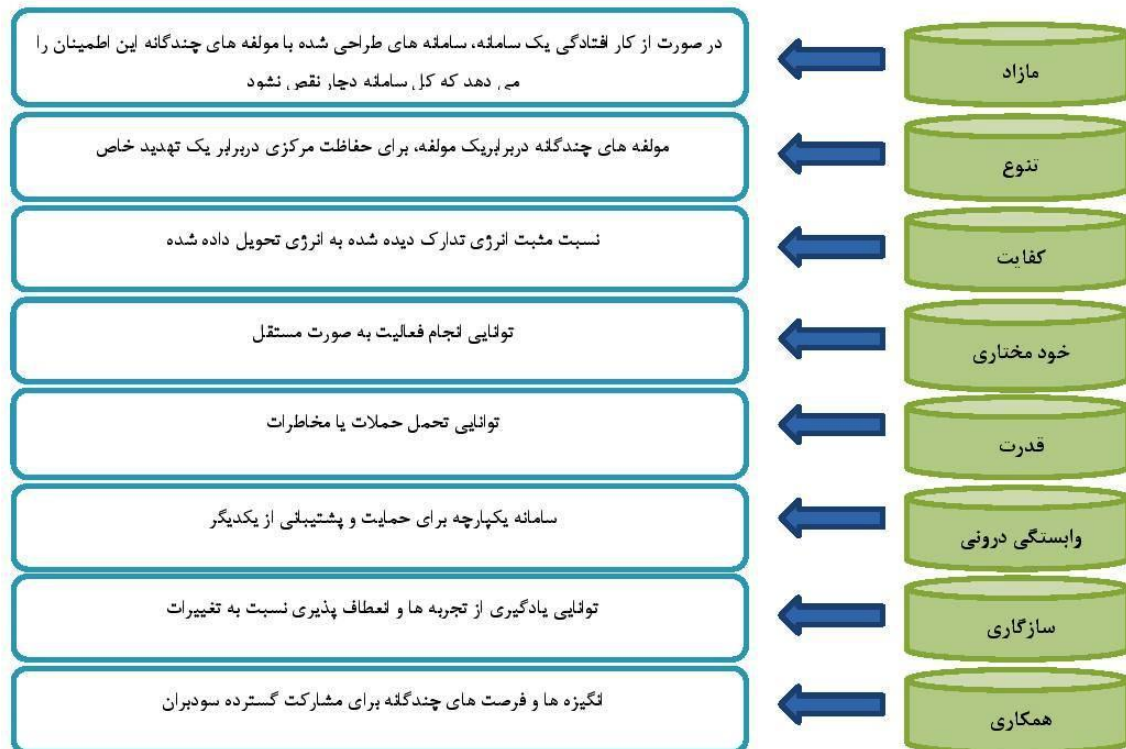 مازاد
در صورت از کار افتادگی یک سامانه، سامانه های طراحی شده با مولفه های چندگانه این اطمینان را
می دهد که کل سامانه دچار نقص نشود
تنوع
مولفه های چندگانه دربرابریک مولفه، برای حفاظت مرکزی دربرابر یک تهدید خاص
کفایت
نسبت مثبت انرژی تدارک دیده شده به انرژی تحویل داده شده
خود مختاری
توانایی انجام فعالیت به صورت مستقل
قدرت
توانایی تحمل حملات یا مخاطرات
وابستگی درونی
سامانه یکپارچه برای حمایت و پشتیبانی از یکدیگر
سازگاری
توانایی یادگیری از تجربه ها و انعطاف پذیری نسبت به تغییرات
همکاری
انگیزه ها و فرصت های چندگانه برای مشارکت گسترده سودبران